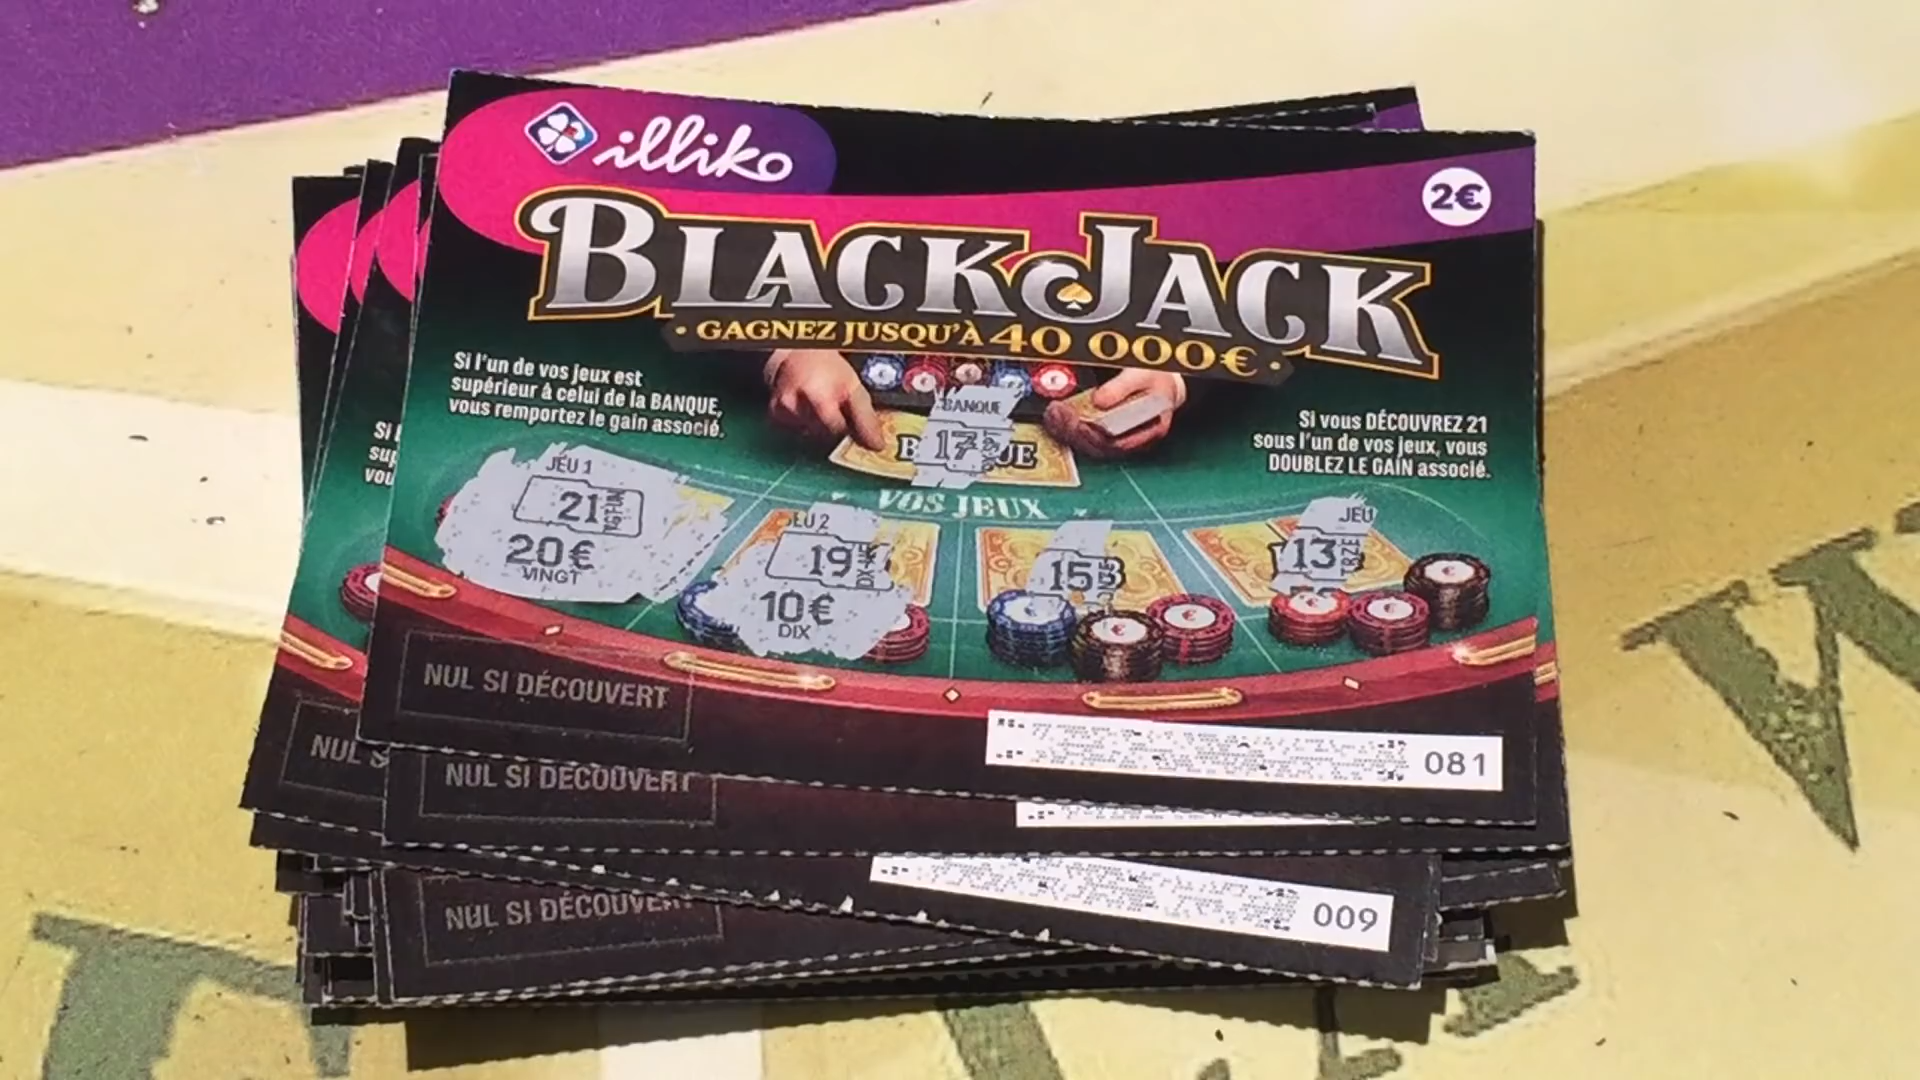 illiko
2€
BLACKJACK
• GAGNEZ JUSQU'À 40 000€ •
Si l'un de vos jeux est
supérieur à celui de la BANQUE,
vous remportez le gain associé.
Si vous DÉCOUVREZ 21
sous l'un de vos jeux, vous
DOUBLEZ LE GAIN associé.
BANQUE
17
VOS JEUX
JEU 1
21
20€
VINGT
JEU 2
19
10€
DIX
15
JEU
13
NUL SI DÉCOUVERT
081
NUL SI DÉCOUVERT
NUL SI DÉCOUVERT
009